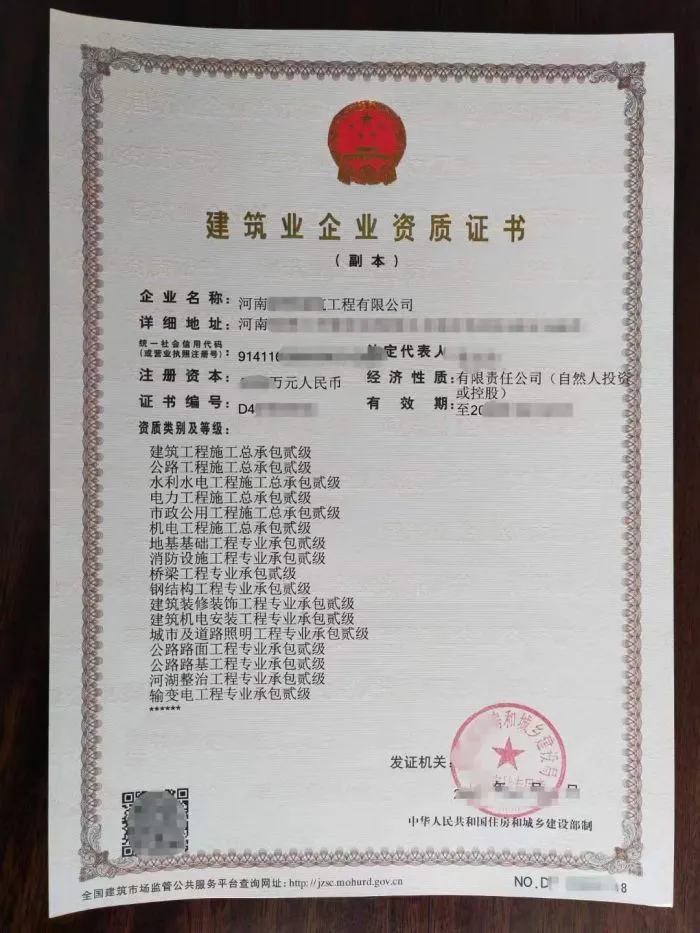 建筑业企业资质证书
(副本)
企业名称：河南 工程有限公司
详细地址：河南
统一社会信用代码
(或营业执照注册号)：91411 定代表人
注册资本： 万元人民币 经济性质：有限责任公司（自然人投资
或控股）
证书编号：D4 有效期：至20
资质类别及等级：
建筑工程施工总承包贰级
公路工程施工总承包贰级
水利水电工程施工总承包贰级
电力工程施工总承包贰级
市政公用工程施工总承包贰级
机电工程施工总承包贰级
地基基础工程专业承包贰级
消防设施工程专业承包贰级
桥梁工程专业承包贰级
钢结构工程专业承包贰级
建筑装修装饰工程专业承包贰级
建筑机电安装工程专业承包贰级
城市及道路照明工程专业承包贰级
公路路面工程专业承包贰级
公路路基工程专业承包贰级
河湖整治工程专业承包贰级
输变电工程专业承包贰级
******
和城乡建设局
发证机关：
年 月 号
中华人民共和国住房和城乡建设部制
全国建筑市场监管公共服务平台查询网址：http://jzsc.mohurd.gov.cn
NO.D 8